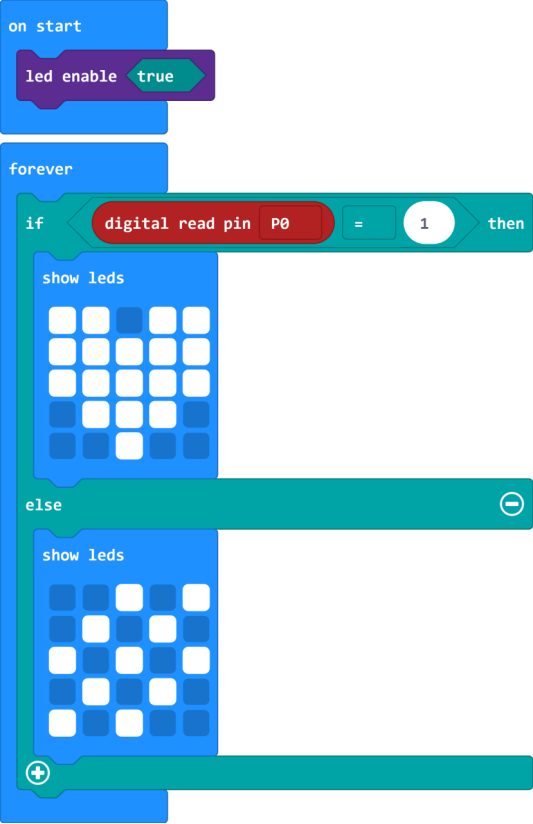 on start
led enable true
forever
if digital read pin P0 = 1 then
show leds
else
show leds